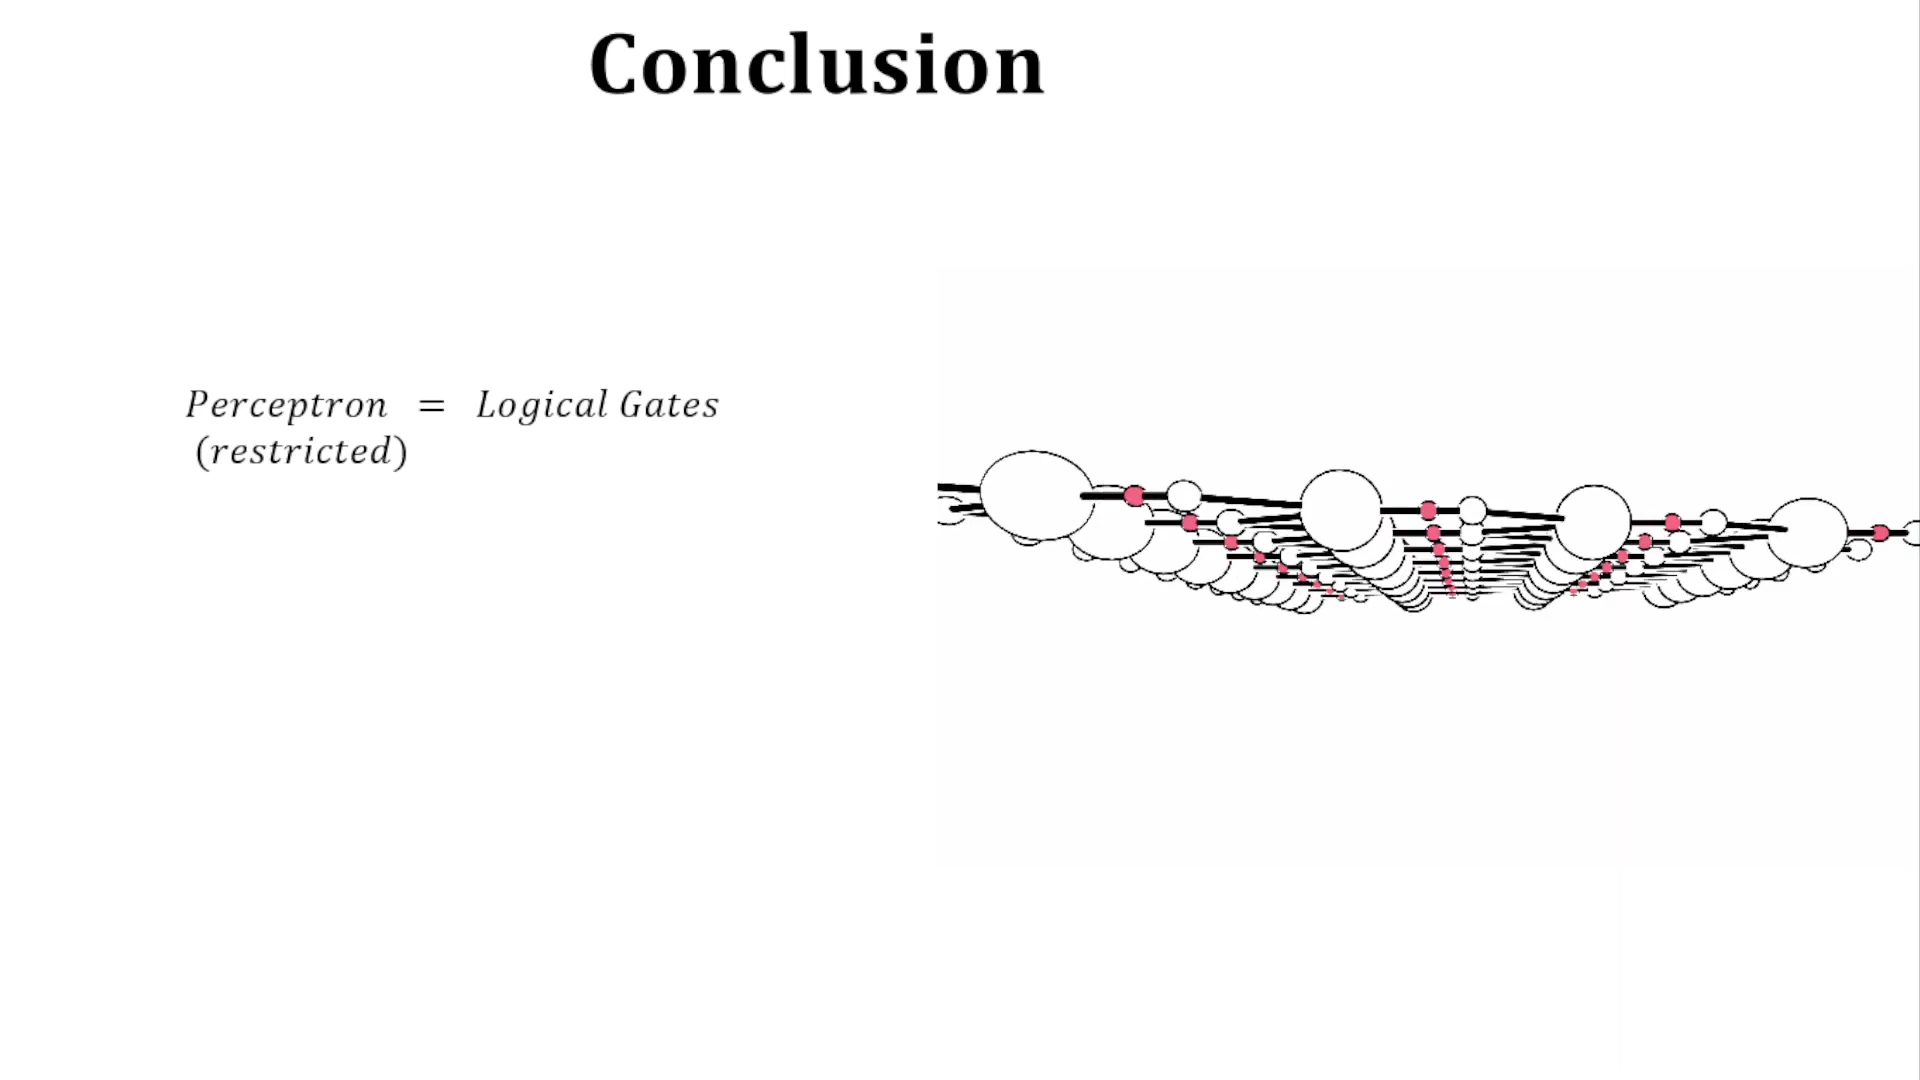 Conclusion
Perceptron = Logical Gates
(restricted)